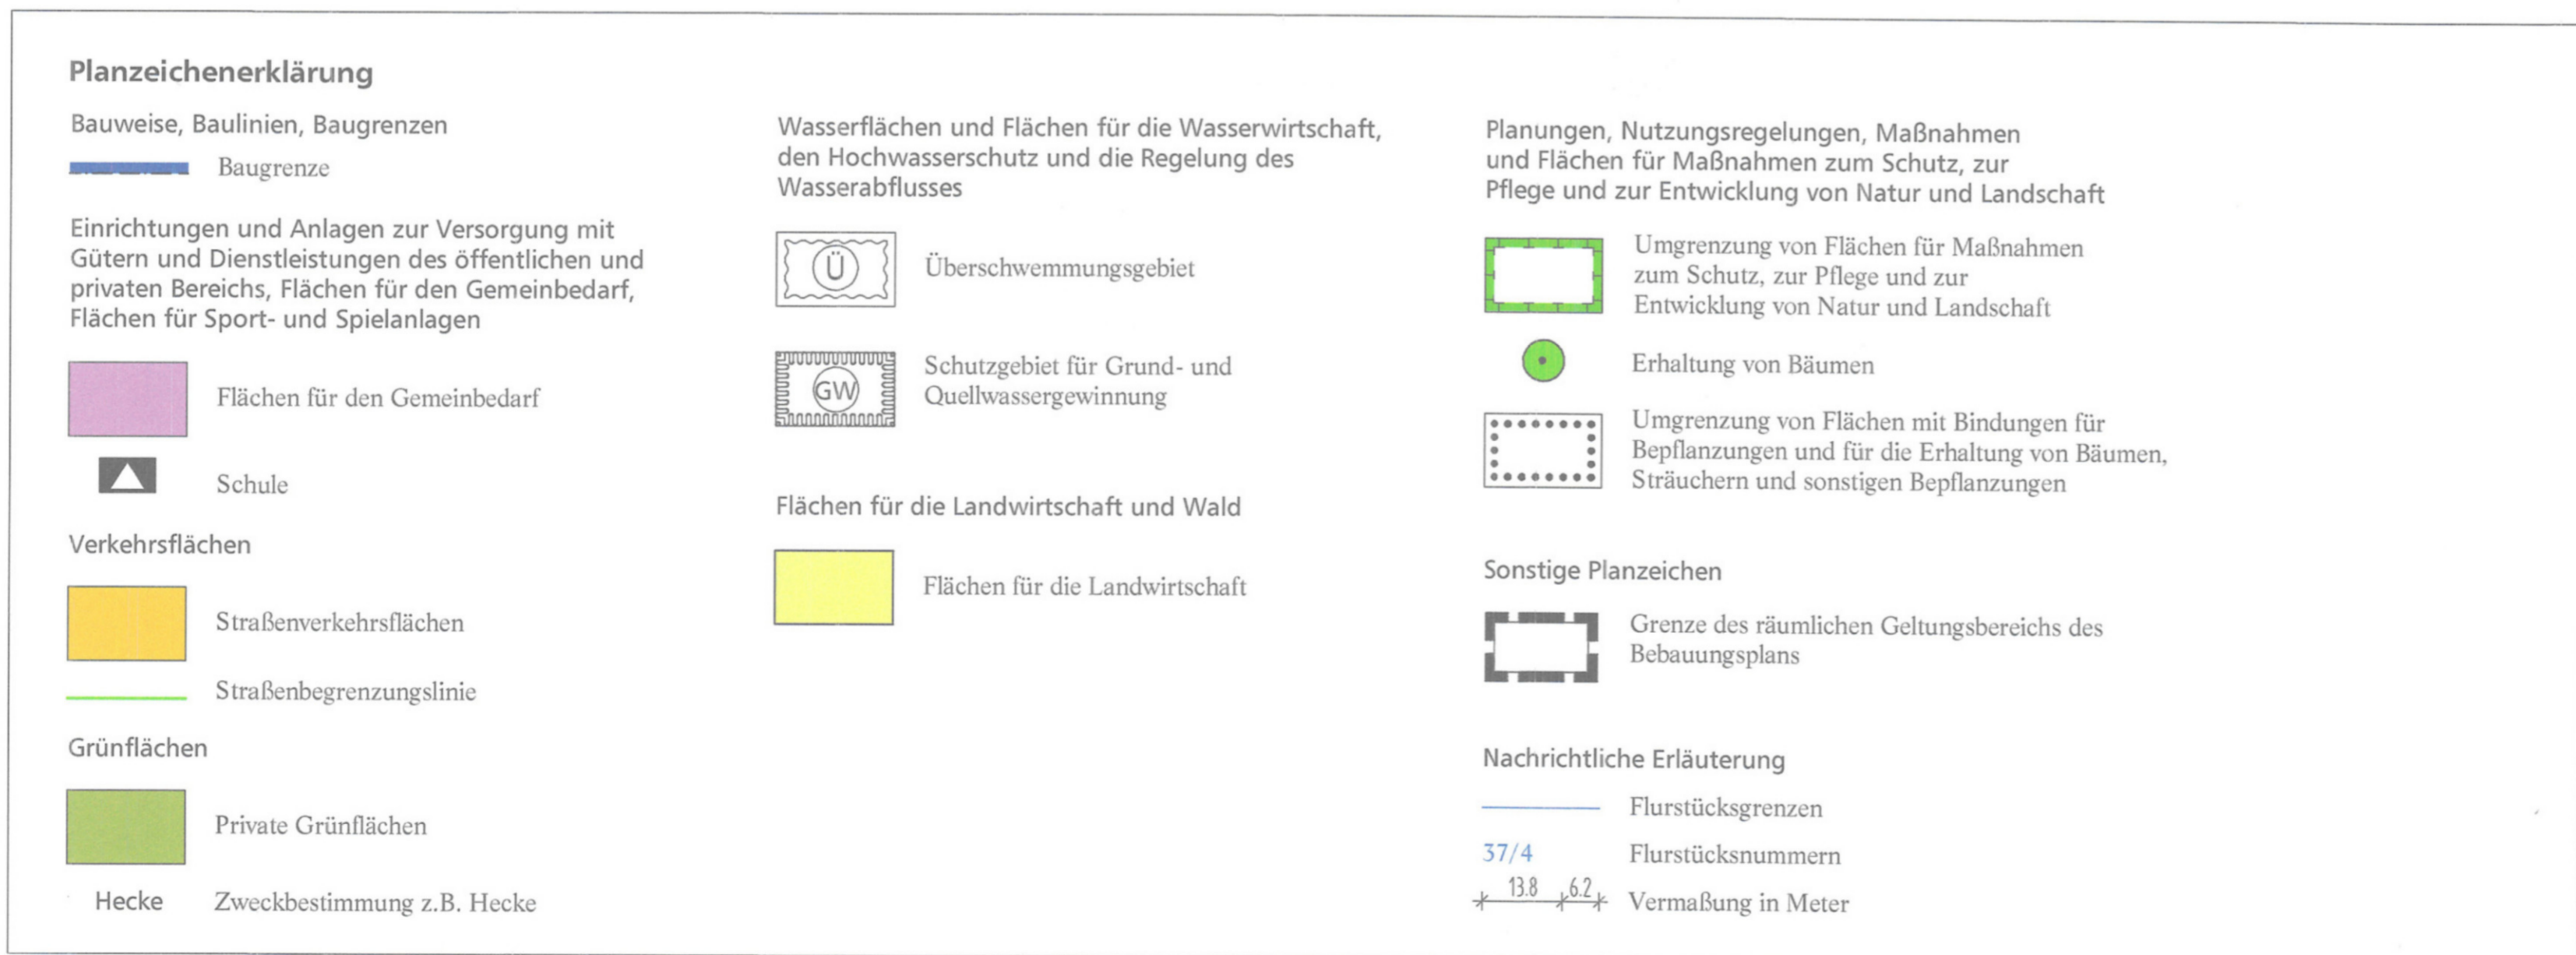 Planzeichenerklärung
Bauweise, Baulinien, Baugrenzen
Baugrenze
Einrichtungen und Anlagen zur Versorgung mit
Gütern und Dienstleistungen des öffentlichen und
privaten Bereichs, Flächen für den Gemeinbedarf,
Flächen für Sport- und Spielanlagen
Flächen für den Gemeinbedarf
Schule
Verkehrsflächen
Straßenverkehrsflächen
Straßenbegrenzungslinie
Grünflächen
Private Grünflächen
Hecke Zweckbestimmung z.B. Hecke
Wasserflächen und Flächen für die Wasserwirtschaft,
den Hochwasserschutz und die Regelung des
Wasserabflusses
Ü Überschwemmungsgebiet
Schutzgebiet für Grund- und
GW Quellwassergewinnung
Flächen für die Landwirtschaft und Wald
Flächen für die Landwirtschaft
Planungen, Nutzungsregelungen, Maßnahmen
und Flächen für Maßnahmen zum Schutz, zur
Pflege und zur Entwicklung von Natur und Landschaft
Umgrenzung von Flächen für Maßnahmen
zum Schutz, zur Pflege und zur
Entwicklung von Natur und Landschaft
Erhaltung von Bäumen
Umgrenzung von Flächen mit Bindungen für
Bepflanzungen und für die Erhaltung von Bäumen,
Sträuchern und sonstigen Bepflanzungen
Sonstige Planzeichen
Grenze des räumlichen Geltungsbereichs des
Bebauungsplans
Nachrichtliche Erläuterung
Flurstücksgrenzen
37/4 Flurstücksnummern
13.8 6.2 Vermaßung in Meter